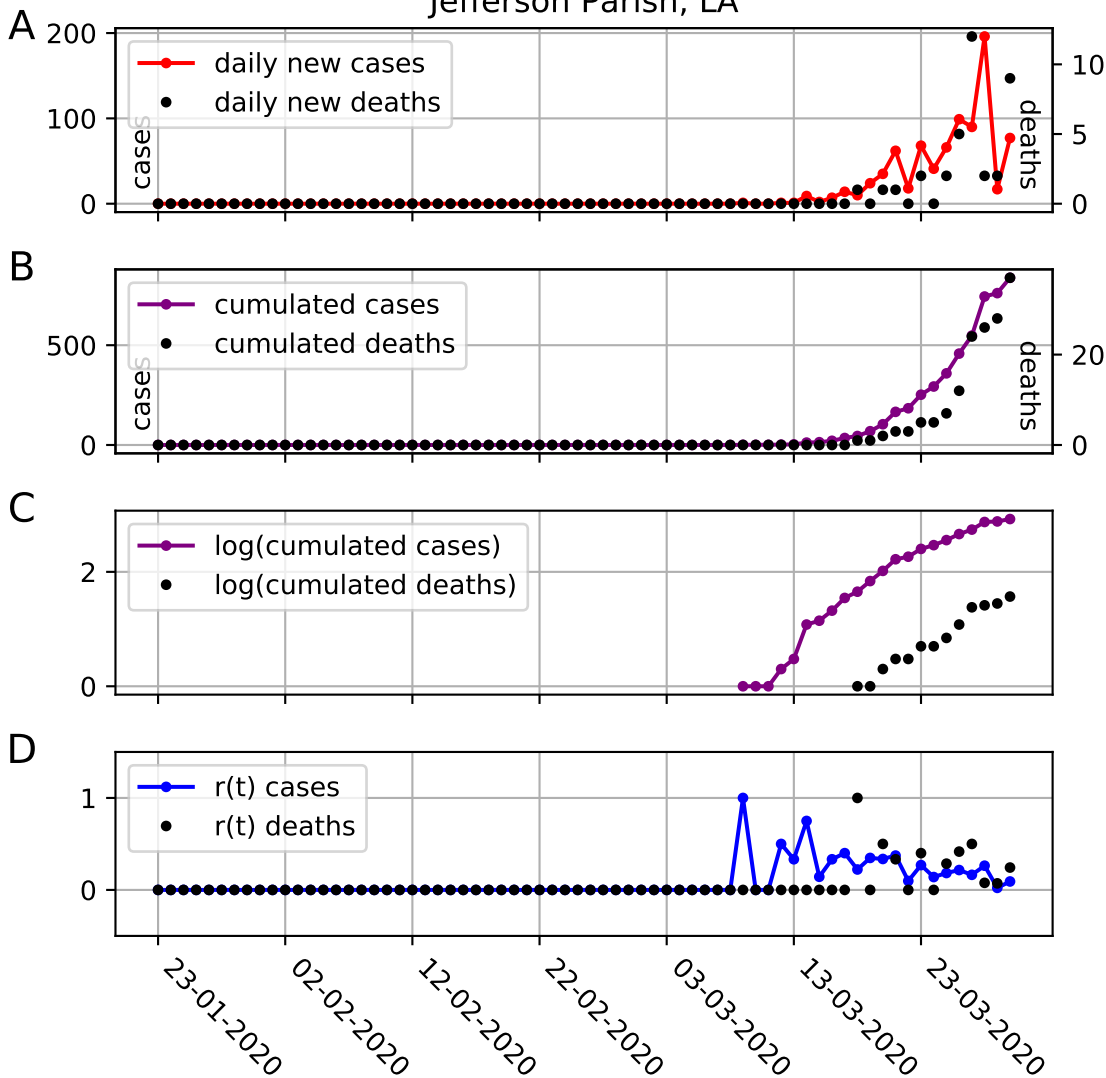 Jefferson Parish, LA
A
200
100
0
daily new cases
daily new deaths
cases
deaths
10
5
0
B
500
0
cumulated cases
cumulated deaths
cases
deaths
20
0
C
2
0
log(cumulated cases)
log(cumulated deaths)
D
1
0
r(t) cases
r(t) deaths
23-01-2020
02-02-2020
12-02-2020
22-02-2020
03-03-2020
13-03-2020
23-03-2020